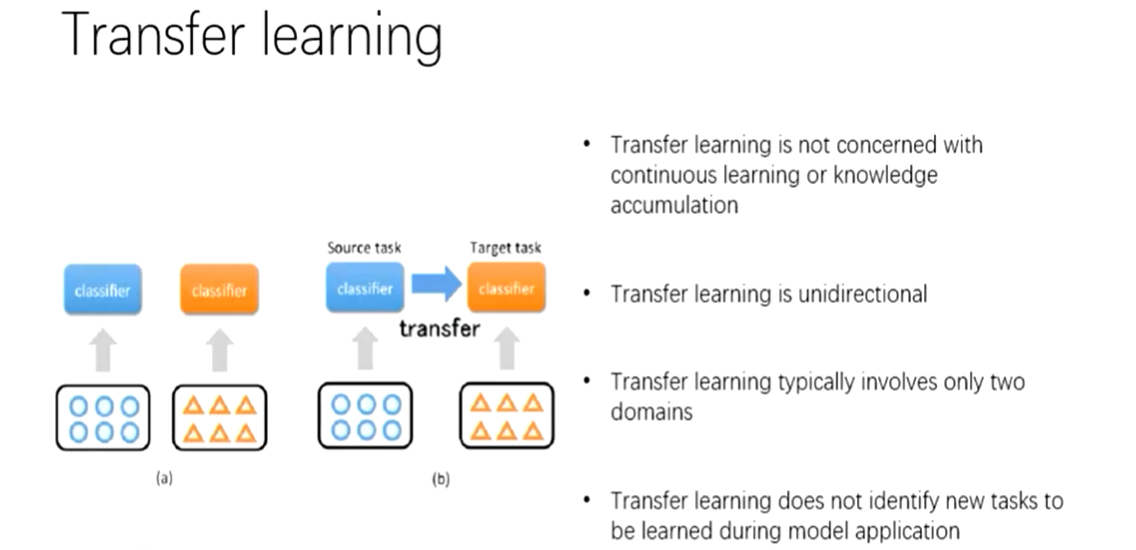 Transfer learning
classifier
classifier
(a)
Source task
Target task
classifier
classifier
transfer
(b)
• Transfer learning is not concerned with
continuous learning or knowledge
accumulation
• Transfer learning is unidirectional
• Transfer learning typically involves only two
domains
• Transfer learning does not identify new tasks to
be learned during model application